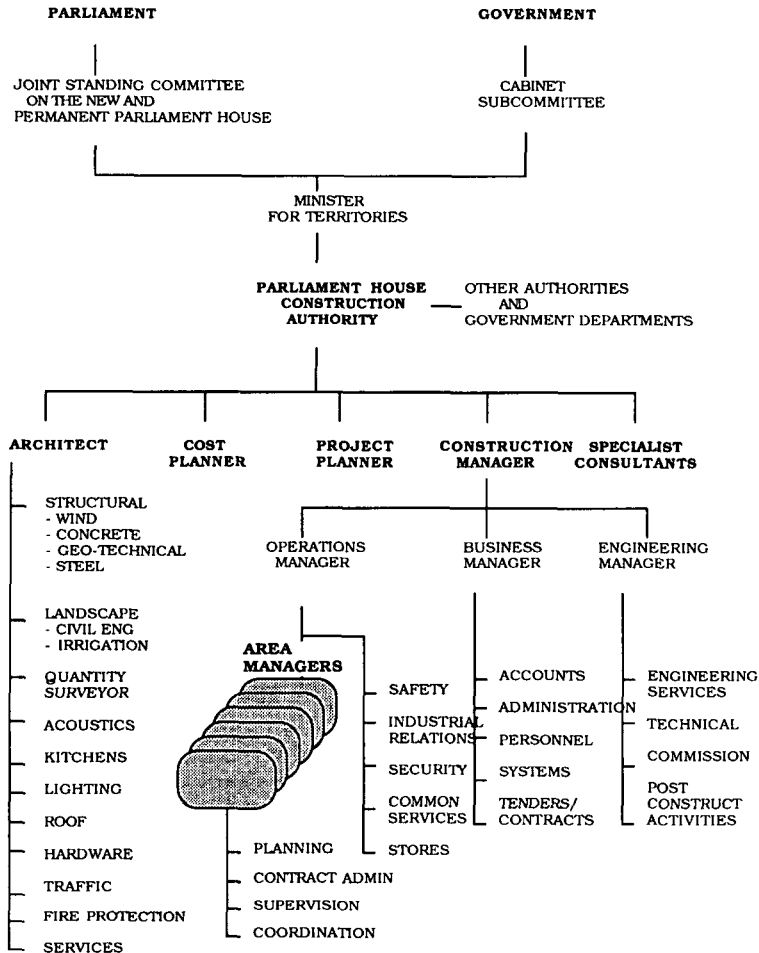 PARLIAMENT
GOVERNMENT
JOINT STANDING COMMITTEE
ON THE NEW AND
PERMANENT PARLIAMENT HOUSE
CABINET
SUBCOMMITTEE
MINISTER
FOR TERRITORIES
PARLIAMENT HOUSE
CONSTRUCTION
AUTHORITY
OTHER AUTHORITIES
AND
GOVERNMENT DEPARTMENTS
ARCHITECT
COST
PLANNER
PROJECT
PLANNER
CONSTRUCTION
MANAGER
SPECIALIST
CONSULTANTS
STRUCTURAL
- WIND
- CONCRETE
- GEO-TECHNICAL
- STEEL
LANDSCAPE
- CIVIL ENG
- IRRIGATION
QUANTITY
SURVEYOR
ACOUSTICS
KITCHENS
LIGHTING
ROOF
HARDWARE
TRAFFIC
FIRE PROTECTION
SERVICES
OPERATIONS
MANAGER
BUSINESS
MANAGER
ENGINEERING
MANAGER
AREA
MANAGERS
PLANNING
CONTRACT ADMIN
SUPERVISION
COORDINATION
SAFETY
INDUSTRIAL
RELATIONS
SECURITY
COMMON
SERVICES
STORES
ACCOUNTS
ADMINISTRATION
PERSONNEL
SYSTEMS
TENDERS/
CONTRACTS
ENGINEERING
SERVICES
TECHNICAL
COMMISSION
POST
CONSTRUCT
ACTIVITIES